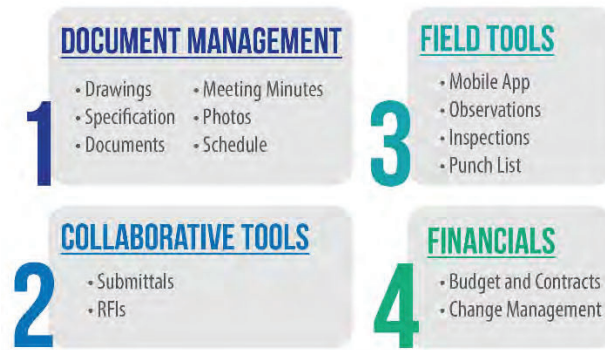 1
DOCUMENT MANAGEMENT
• Drawings
• Specification
• Documents
• Meeting Minutes
• Photos
• Schedule
2
COLLABORATIVE TOOLS
• Submittals
• RFIs
3
FIELD TOOLS
• Mobile App
• Observations
• Inspections
• Punch List
4
FINANCIALS
• Budget and Contracts
• Change Management